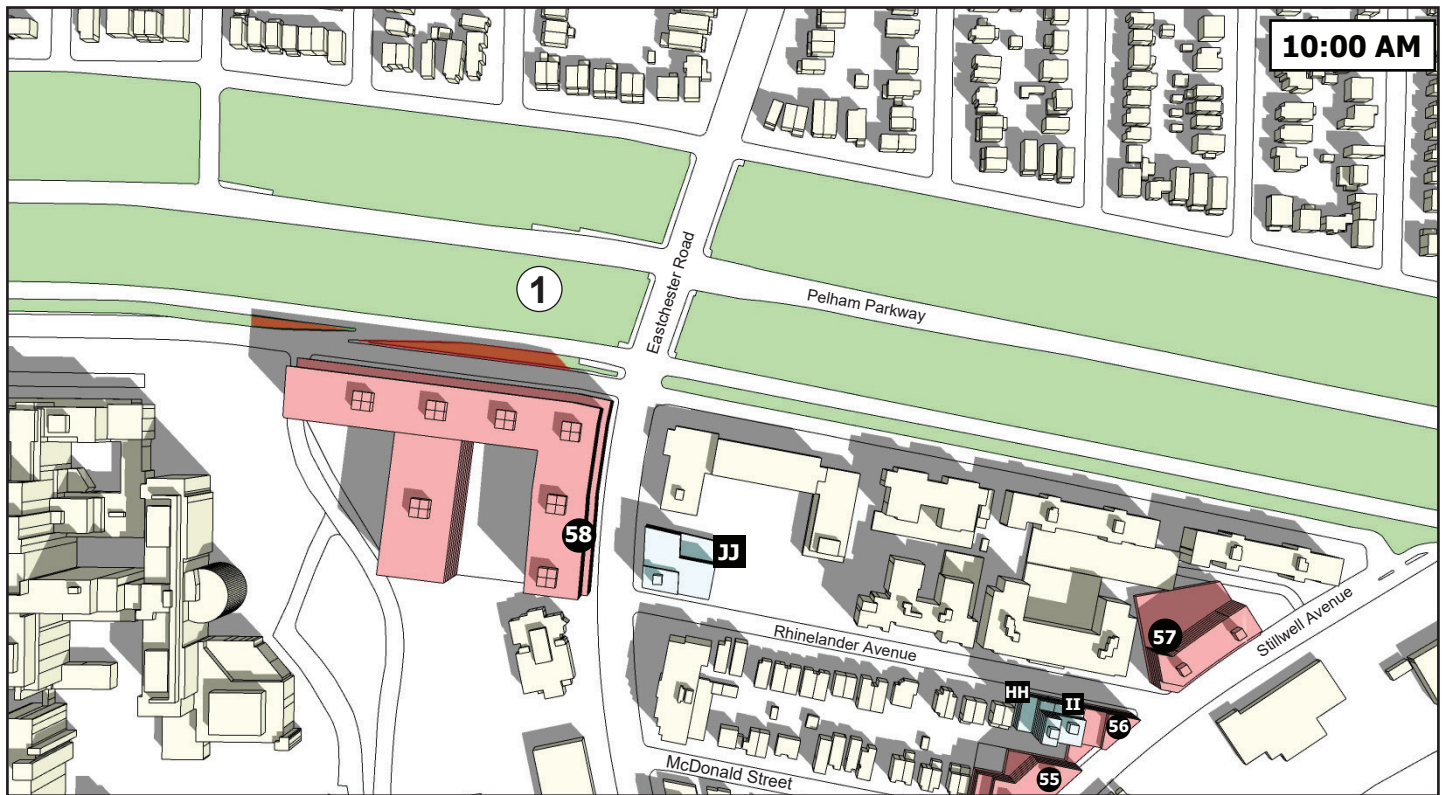 10:00 AM
1
Eastchester Road
Pelham Parkway
58
JJ
Rhinelander Avenue
57
Stillwell Avenue
HH
II
56
McDonald Street
55